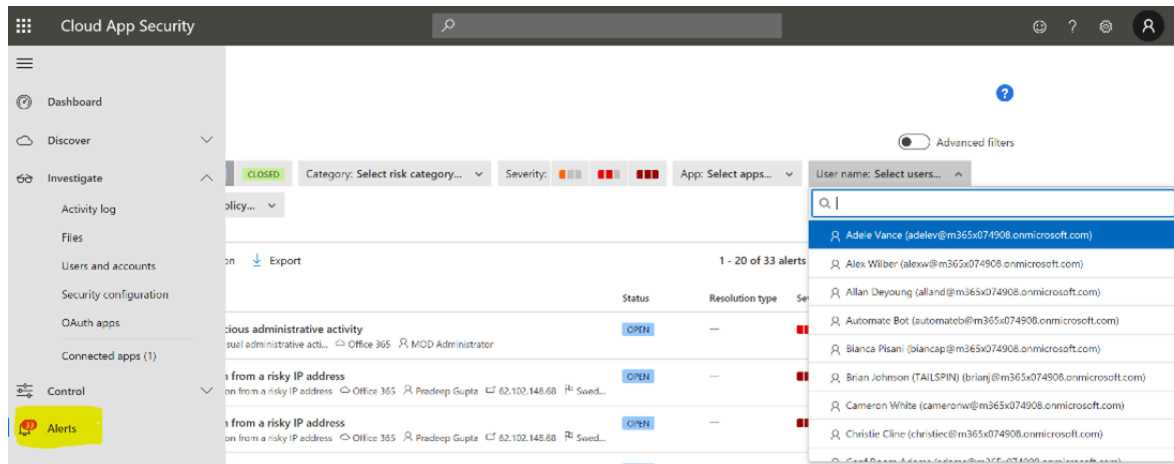 Cloud App Security
?
Dashboard
?
Discover
Advanced filters
Investigate
CLOSED
Category: Select risk category...
Severity:
App: Select apps...
User name: Select users...
Activity log
olicy...
Files
Adele Vance (adelev@m365x074908.onmicrosoft.com)
Users and accounts
on
Export
1 - 20 of 33 alerts
Alex Wilber (alexw@m365x074908.onmicrosoft.com)
Security configuration
Allan Deyoung (alland@m365x074908.onmicrosoft.com)
Status
Resolution type
Se
OAuth apps
Automate Bot (automateb@m365x074908.onmicrosoft.com)
cious administrative activity
OPEN
—
sual administrative acti...
Office 365
MOD Administrator
Connected apps (1)
Bianca Pisani (biancap@m365x074908.onmicrosoft.com)
n from a risky IP address
OPEN
—
Brian Johnson (TAILSPIN) (brianj@m365x074908.onmicrosoft.com)
Control
on from a risky IP address
Office 365
Pradeep Gupta
62.102.148.68
Swed...
Cameron White (cameronw@m365x074908.onmicrosoft.com)
33
Alerts
n from a risky IP address
OPEN
—
on from a risky IP address
Office 365
Pradeep Gupta
62.102.148.68
Swed...
Christie Cline (christiec@m365x074908.onmicrosoft.com)